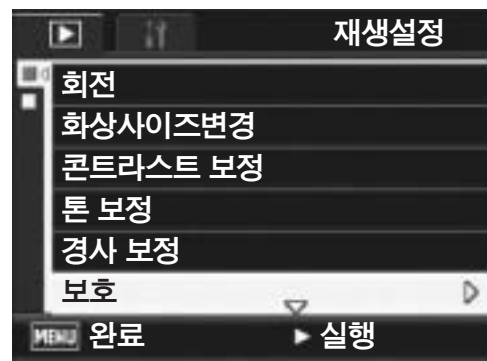 재생설정
회전
화상사이즈변경
콘트라스트 보정
톤 보정
경사 보정
보호
MENU 완료 ▶ 실행